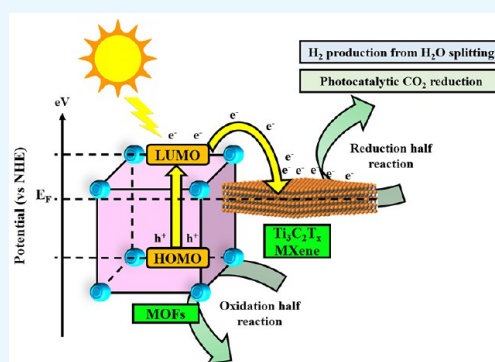 H₂ production from H₂O splitting
Photocatalytic CO₂ reduction
eV
Potential (vs NHE)
E_F
e⁻
e⁻ e⁻
e⁻
LUMO
e⁻
e⁻
e⁻ e⁻ e⁻ e⁻
Reduction half
reaction
Ti₃C₂Tₓ
MXene
h⁺ h⁺
HOMO
MOFs
Oxidation half
reaction